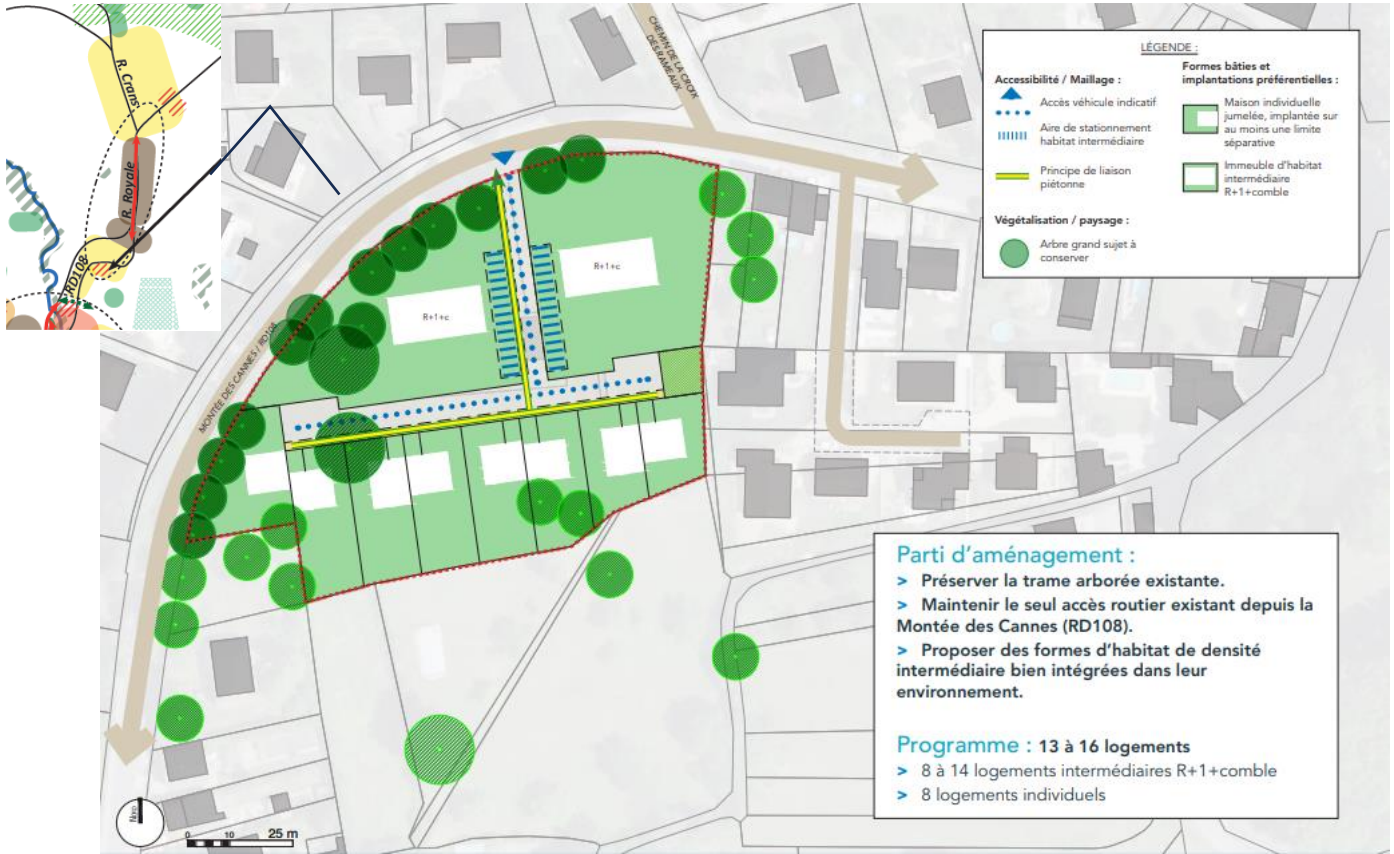 R. Crans
R. Royale
RD108
CHEMIN DE LA CROIX
DESRAMEAUX
MONTÉE DES CANNES / RD108
R+1+c
R+1+c
LÉGENDE :
Accessibilité / Maillage :
Accès véhicule indicatif
Aire de stationnement
habitat intermédiaire
Principe de liaison
piétonne
Végétalisation / paysage :
Arbre grand sujet à
conserver
Formes bâties et
implantations préférentielles :
Maison individuelle
jumelée, implantée sur
au moins une limite
séparative
Immeuble d'habitat
intermédiaire
R+1+comble
Parti d'aménagement :
> Préserver la trame arborée existante.
> Maintenir le seul accès routier existant depuis la
Montée des Cannes (RD108).
> Proposer des formes d'habitat de densité
intermédiaire bien intégrées dans leur
environnement.
Programme : 13 à 16 logements
> 8 à 14 logements intermédiaires R+1+comble
> 8 logements individuels
Nord
0 10 25 m